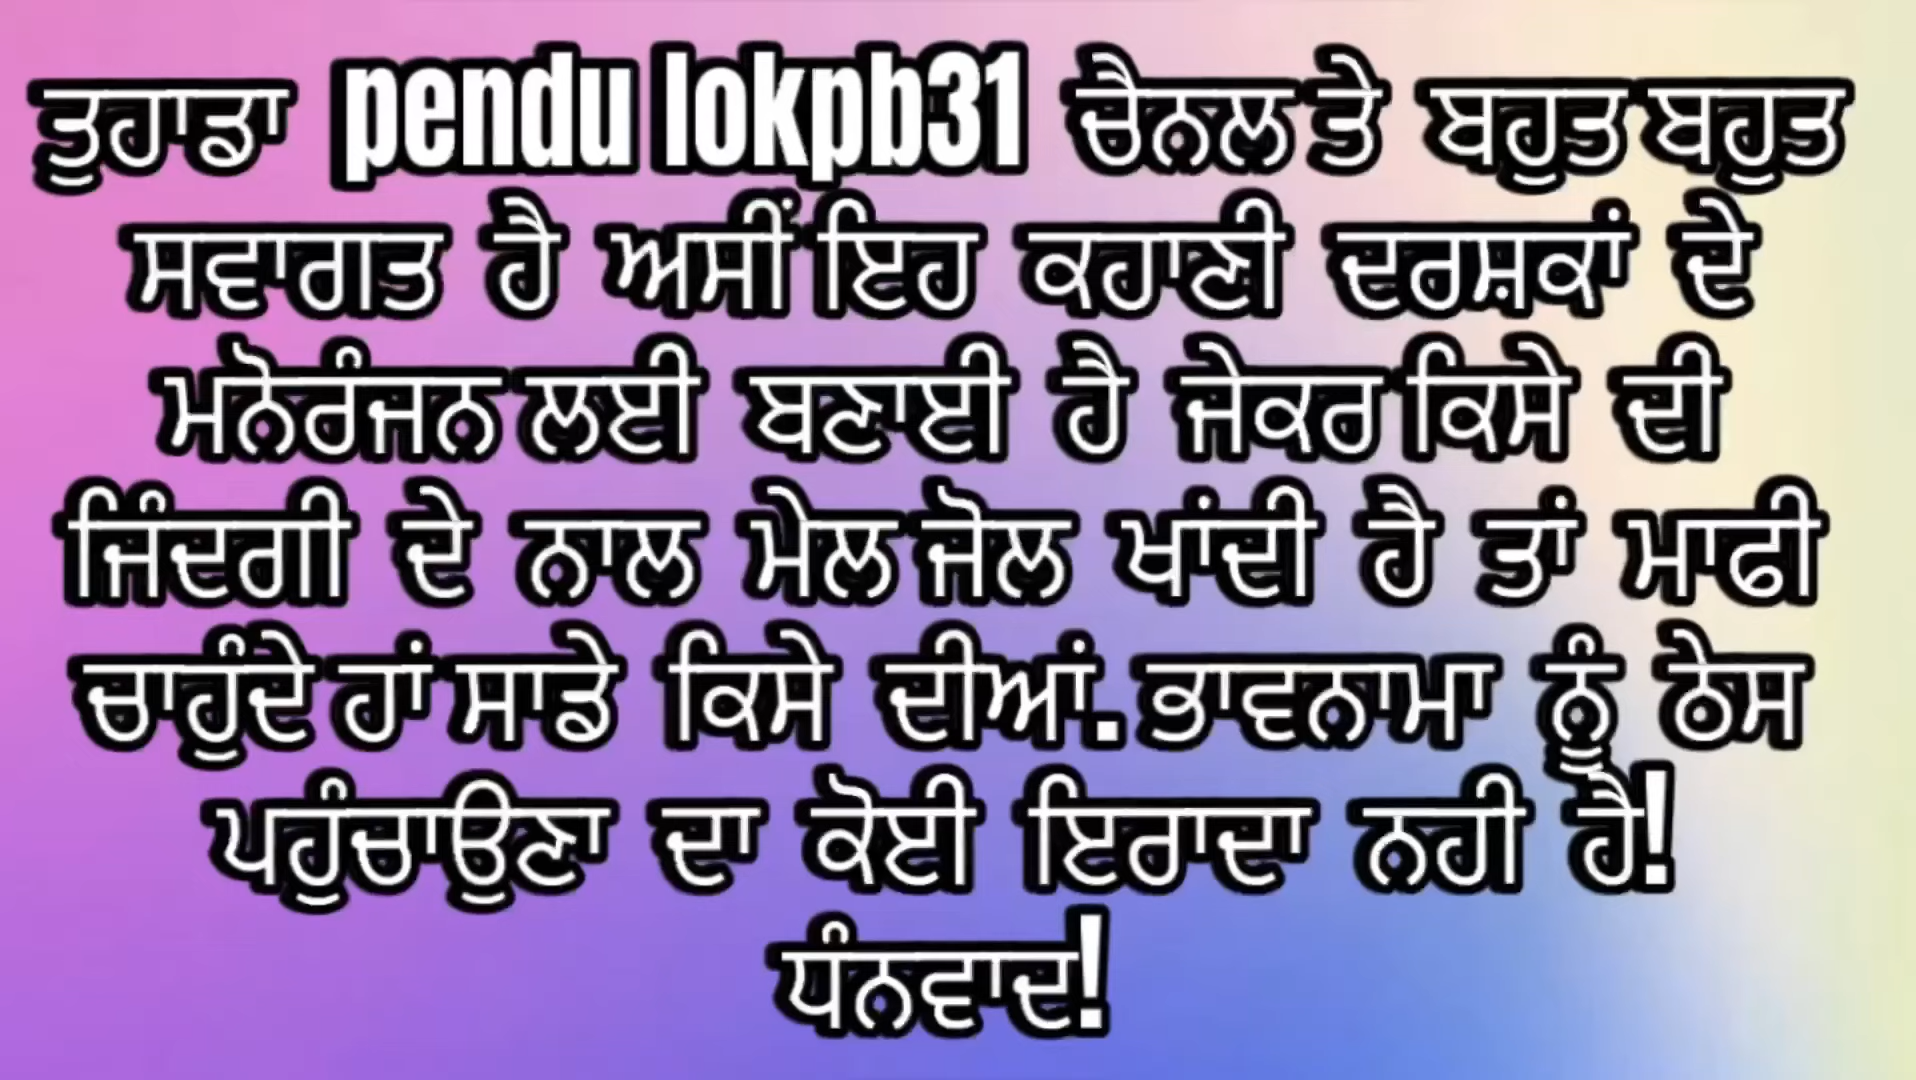 ਤੁਹਾਡਾ pendu lokpb31 ਚੈਨਲ ਤੇ ਬਹੁਤ ਬਹੁਤ
ਸਵਾਗਤ ਹੈ ਅਸੀਂ ਇਹ ਕਹਾਣੀ ਦਰਸ਼ਕਾਂ ਦੇ
ਮਨੋਰੰਜਨ ਲਈ ਬਣਾਈ ਹੈ ਜੇਕਰ ਕਿਸੇ ਦੀ
ਜਿੰਦਗੀ ਦੇ ਨਾਲ ਮੇਲ ਜੋਲ ਖਾਂਦੀ ਹੈ ਤਾਂ ਮਾਫੀ
ਚਾਹੁੰਦੇ ਹਾਂ ਸਾਡੇ ਕਿਸੇ ਦੀਆਂ. ਭਾਵਨਾਮਾ ਨੂੰ ਠੇਸ
ਪਹੁੰਚਾਉਣਾ ਦਾ ਕੋਈ ਇਰਾਦਾ ਨਹੀ ਹੈ!
ਧੰਨਵਾਦ!